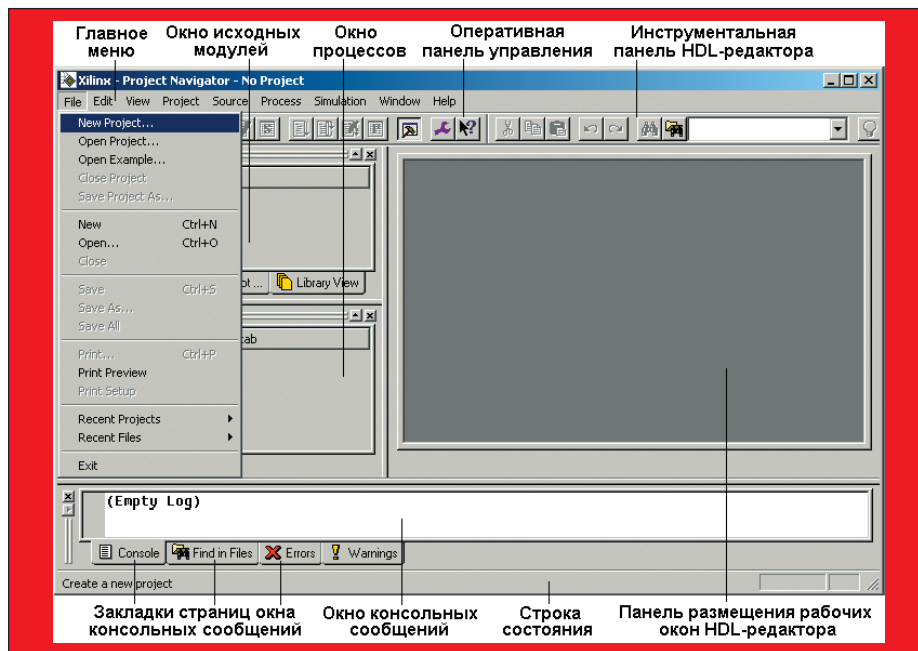 Главное меню
Окно исходных модулей
Окно процессов
Оперативная панель управления
Инструментальная панель HDL-редактора
Xilinx - Project Navigator - No Project
File Edit View Project Source Process Simulation Window Help
New Project...
Open Project...
Open Example...
Close Project
Save Project As...
New Ctrl+N
Open... Ctrl+O
Close
Save Ctrl+S
Save As...
Save All
Print... Ctrl+P
Print Preview
Print Setup
Recent Projects
Recent Files
Exit
ot ... Library View
tab
(Empty Log)
Console Find in Files Errors Warnings
Create a new project
Закладки страниц окна консольных сообщений
Окно консольных сообщений
Строка состояния
Панель размещения рабочих окон HDL-редактора